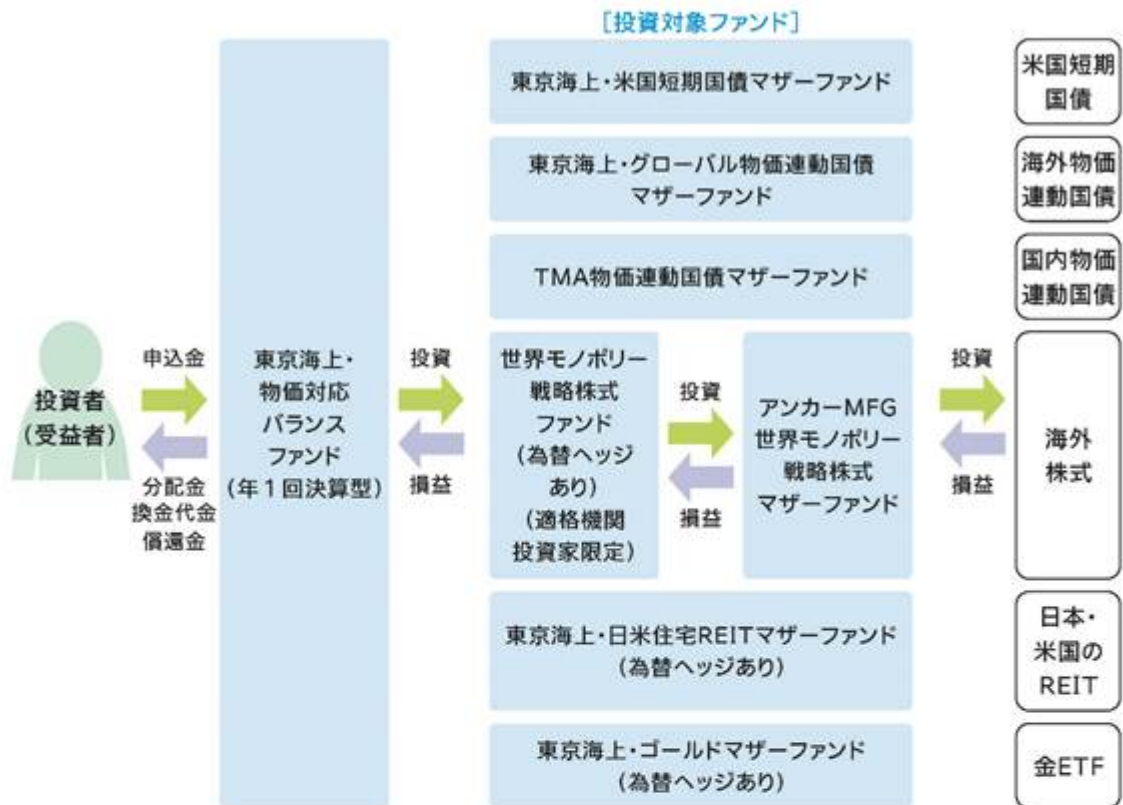 ［投資対象ファンド］
東京海上・米国短期国債マザーファンド
米国短期
国債
東京海上・グローバル物価連動国債
マザーファンド
海外物価
連動国債
TMA物価連動国債マザーファンド
国内物価
連動国債
投資者
（受益者）
申込金
分配金
換金代金
償還金
東京海上・
物価対応
バランス
ファンド
（年１回決算型）
投資
損益
世界モノポリー
戦略株式
ファンド
（為替ヘッジ
あり）
（適格機関
投資家限定）
投資
損益
アンカーMFG
世界モノポリー
戦略株式
マザーファンド
投資
損益
海外
株式
東京海上・日米住宅REITマザーファンド
（為替ヘッジあり）
日本・
米国の
REIT
東京海上・ゴールドマザーファンド
（為替ヘッジあり）
金ETF